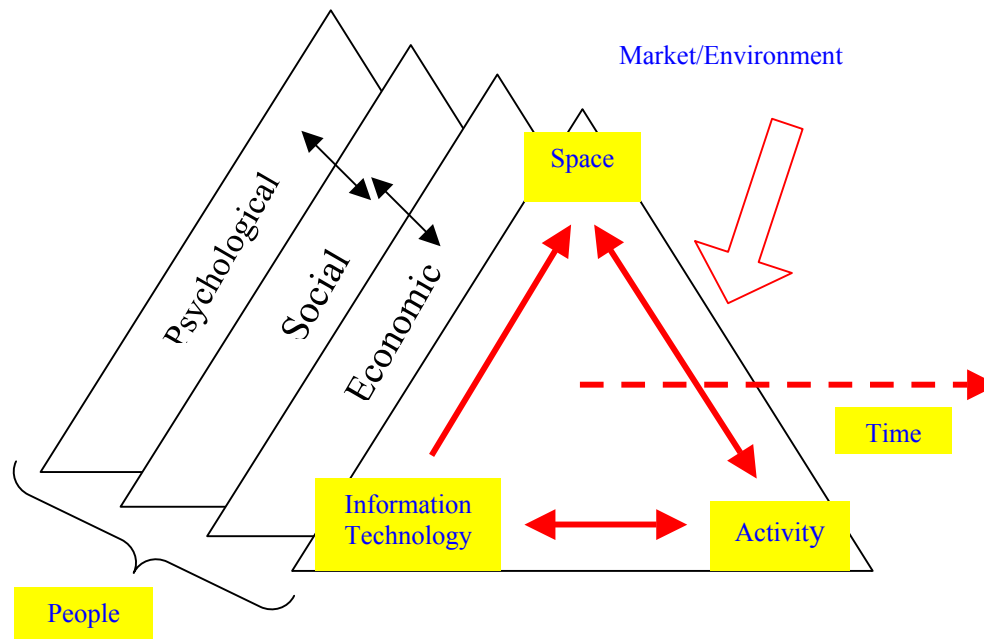 Market/Environment
Space
Psychological
Social
Economic
Time
Information
Technology
Activity
People